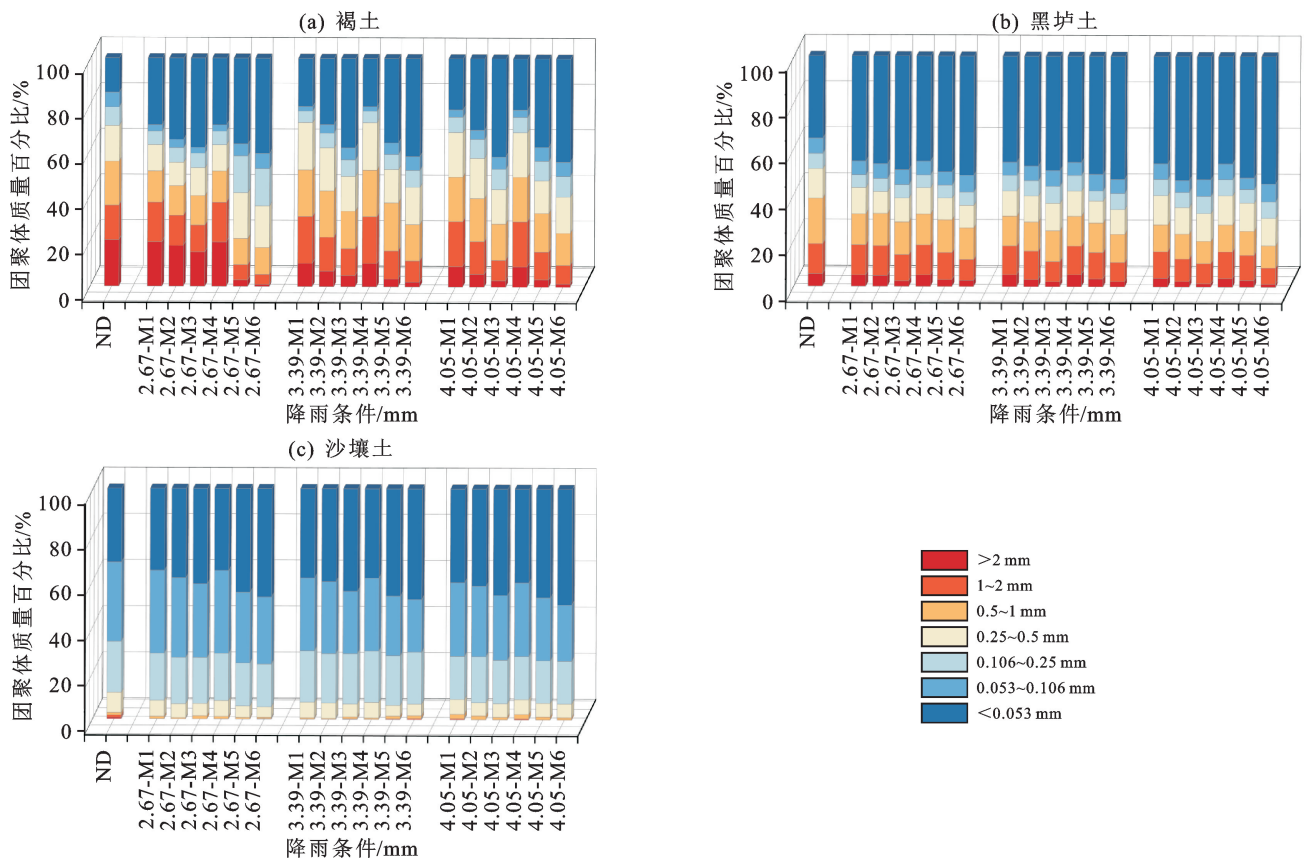 (a) 褐土
团聚体质量百分比/%
100
80
60
40
20
0
ND
2.67-M1
2.67-M2
2.67-M3
2.67-M4
2.67-M5
2.67-M6
3.39-M1
3.39-M2
3.39-M3
3.39-M4
3.39-M5
3.39-M6
4.05-M1
4.05-M2
4.05-M3
4.05-M4
4.05-M5
4.05-M6
降雨条件/mm
(b) 黑垆土
团聚体质量百分比/%
100
80
60
40
20
0
ND
2.67-M1
2.67-M2
2.67-M3
2.67-M4
2.67-M5
2.67-M6
3.39-M1
3.39-M2
3.39-M3
3.39-M4
3.39-M5
3.39-M6
4.05-M1
4.05-M2
4.05-M3
4.05-M4
4.05-M5
4.05-M6
降雨条件/mm
(c) 沙壤土
团聚体质量百分比/%
100
80
60
40
20
0
ND
2.67-M1
2.67-M2
2.67-M3
2.67-M4
2.67-M5
2.67-M6
3.39-M1
3.39-M2
3.39-M3
3.39-M4
3.39-M5
3.39-M6
4.05-M1
4.05-M2
4.05-M3
4.05-M4
4.05-M5
4.05-M6
降雨条件/mm
>2 mm
1~2 mm
0.5~1 mm
0.25~0.5 mm
0.106~0.25 mm
0.053~0.106 mm
<0.053 mm